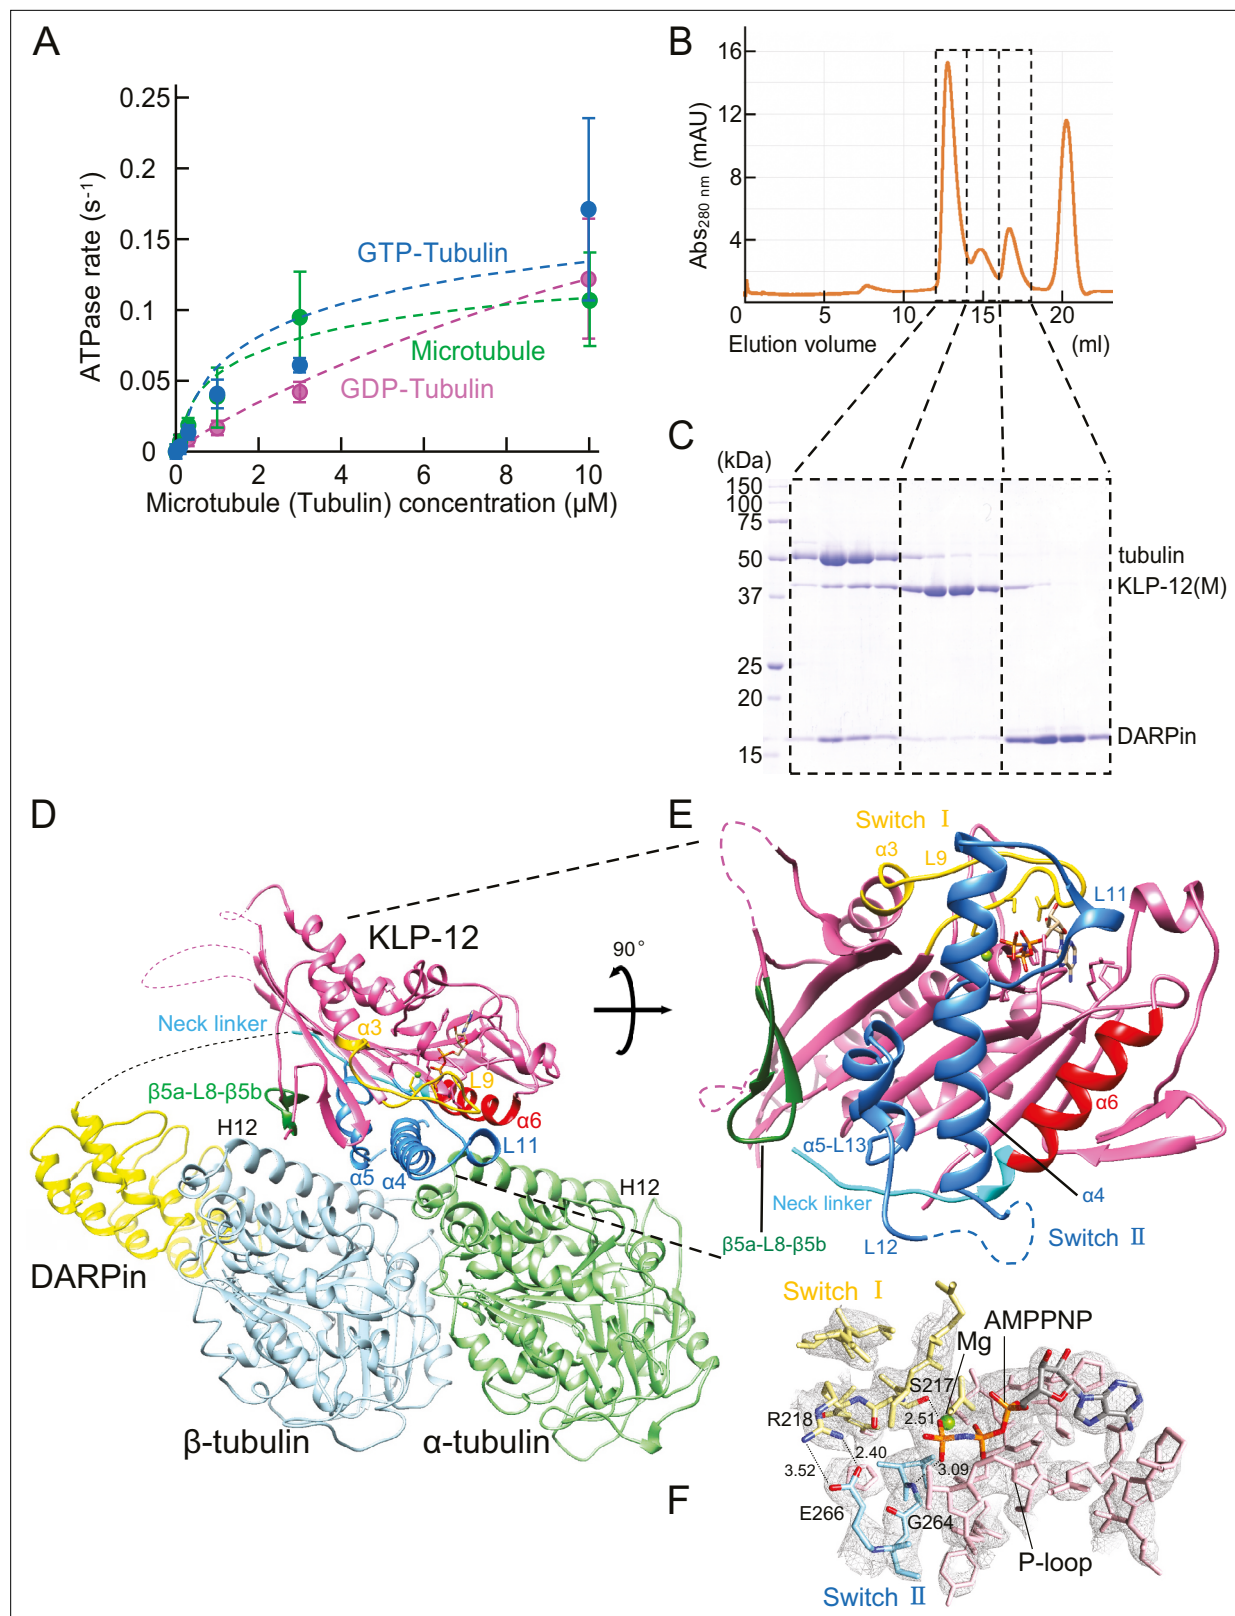 A
0.25
0.2
0.15
0.1
0.05
0
ATPase rate (s-1)
GTP-Tubulin
Microtubule
GDP-Tubulin
0 2 4 6 8 10
Microtubule (Tubulin) concentration (µM)
B
16
12
8
4
Abs280 nm (mAU)
0 5 10 15 20
Elution volume (ml)
C
(kDa)
150
100
75
50
37
25
20
15
tubulin
KLP-12(M)
DARPin
D
KLP-12
Neck linker
α3
L9
β5a-L8-β5b
α6
H12
L11
α5
α4
H12
DARPin
β-tubulin
α-tubulin
90°
E
Switch I
α3
L9
L11
α6
α5-L13
Neck linker
α4
L12
Switch II
β5a-L8-β5b
F
Switch I
AMPPNP
Mg
S217
R218
2.51
2.40
3.52
3.09
E266
G264
P-loop
Switch II